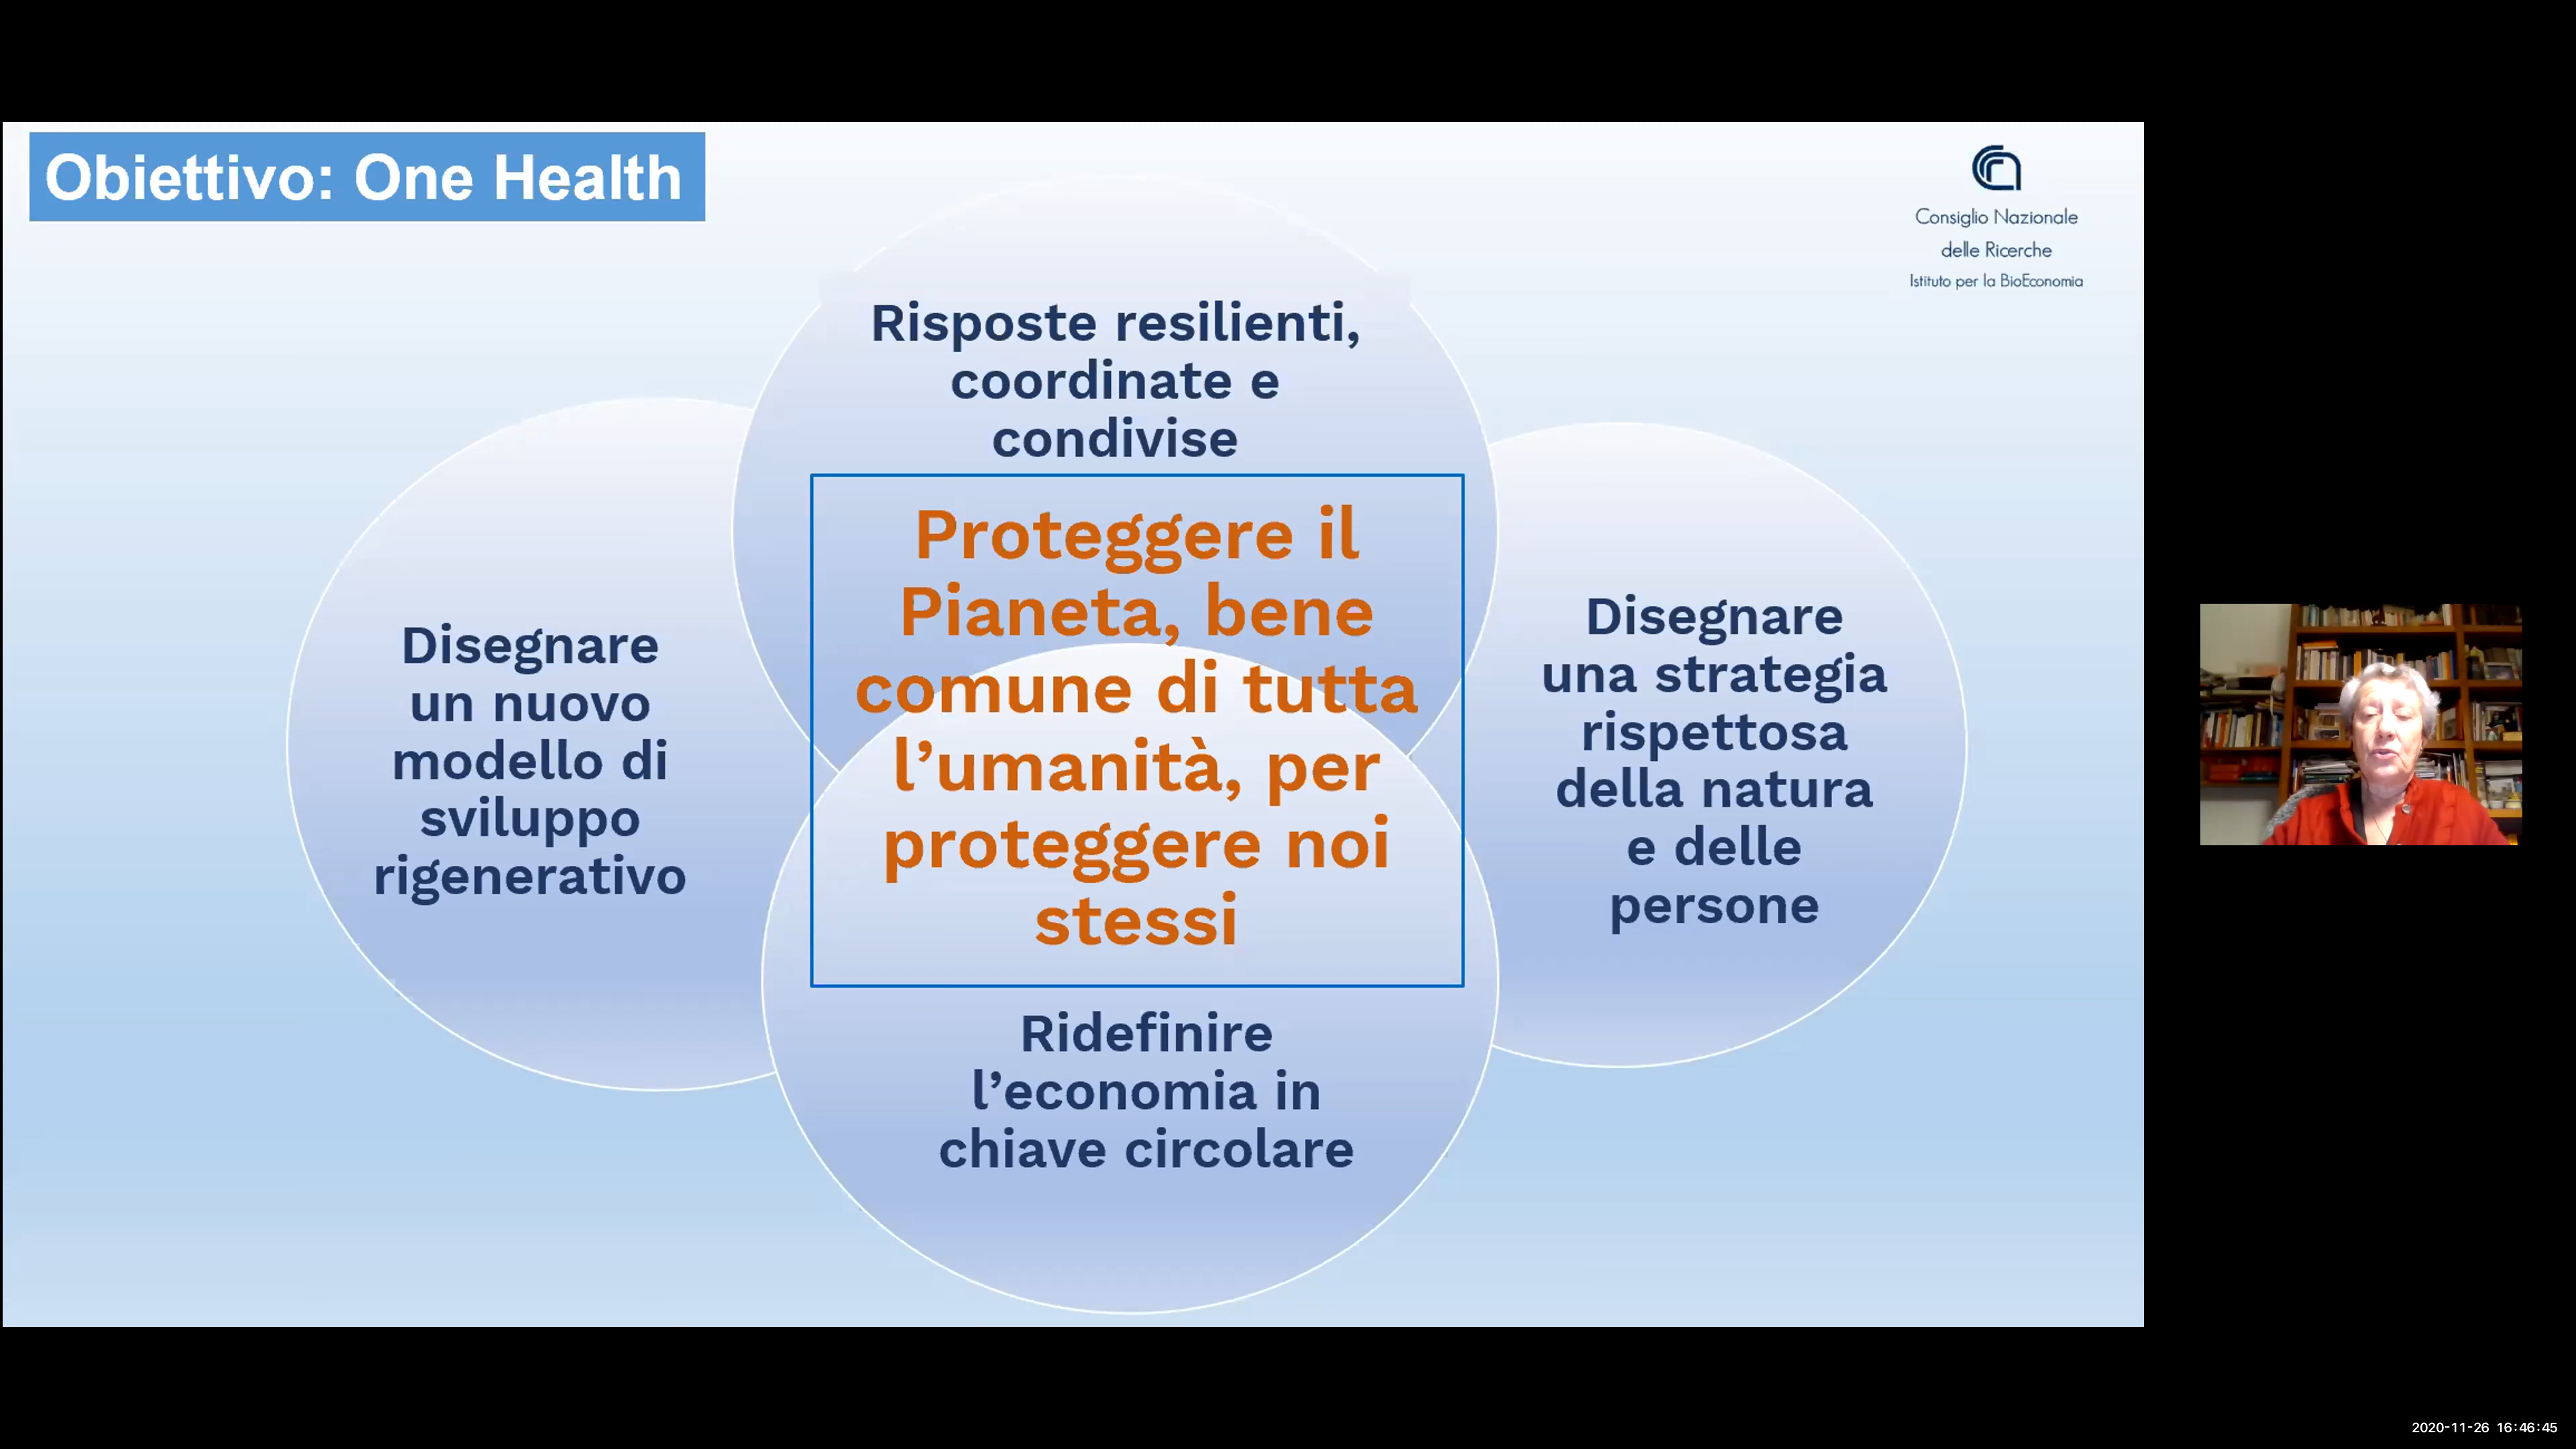 Obiettivo: One Health
Consiglio Nazionale
delle Ricerche
Istituto per la BioEconomia
Risposte resilienti,
coordinate e
condivise
Disegnare
un nuovo
modello di
sviluppo
rigenerativo
Proteggere il
Pianeta, bene
comune di tutta
l’umanità, per
proteggere noi
stessi
Disegnare
una strategia
rispettosa
della natura
e delle
persone
Ridefinire
l’economia in
chiave circolare
2020-11-26 16:46:45